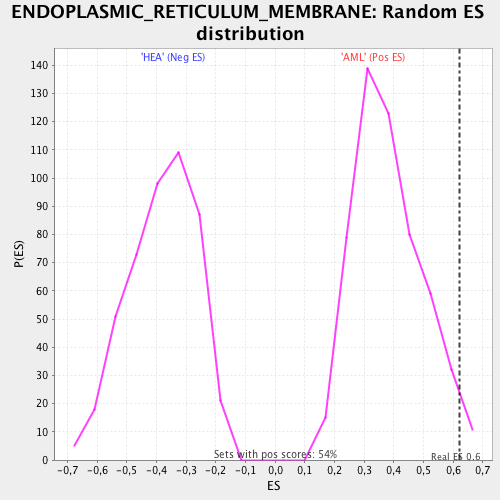 ENDOPLASMIC_RETICULUM_MEMBRANE: Random ES
distribution
'HEA' (Neg ES)
'AML' (Pos ES)
140
130
120
110
100
90
80
70
60
50
40
30
20
10
0
P(ES)
Sets with pos scores: 54%
Real ES 0.6
-0,7 -0,6 -0,5 -0,4 -0,3 -0,2 -0,1 0,0 0,1 0,2 0,3 0,4 0,5 0,6 0,7
ES